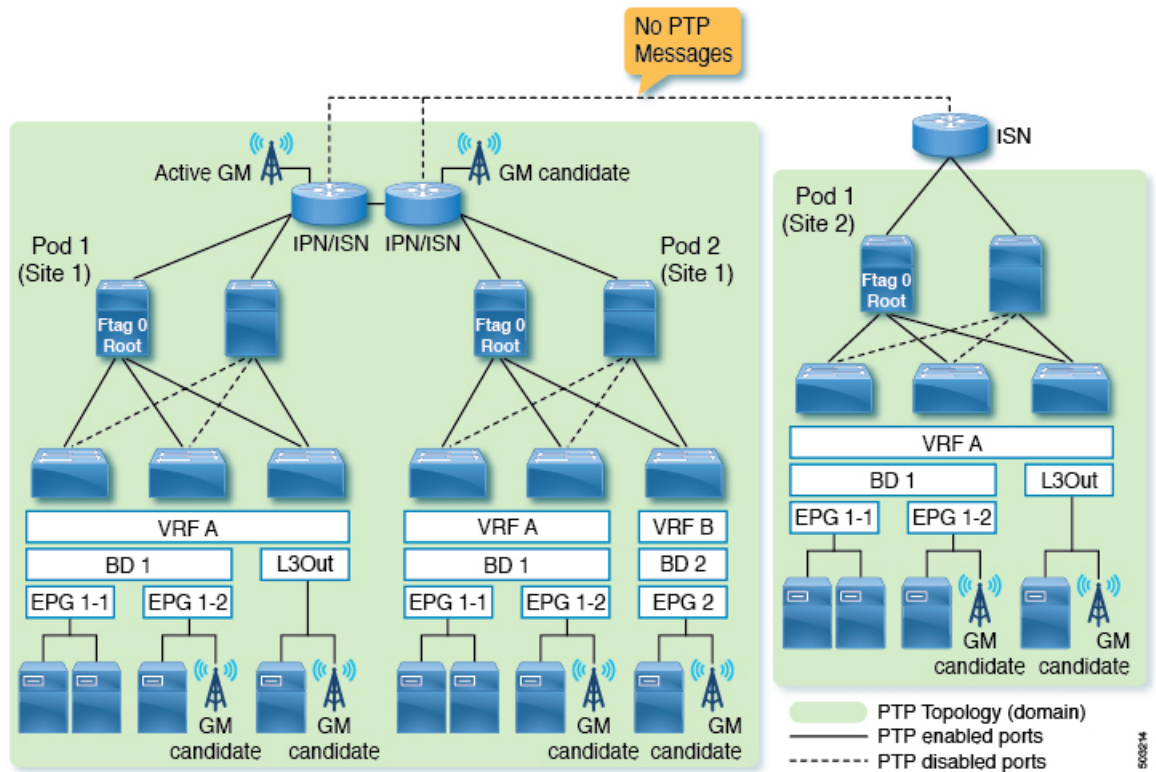 No PTP
Messages
Active GM
GM candidate
ISN
IPN/ISN
IPN/ISN
Pod 1
(Site 1)
Pod 2
(Site 1)
Pod 1
(Site 2)
Ftag 0
Root
Ftag 0
Root
Ftag 0
Root
VRF A
BD 1
L3Out
EPG 1-1
EPG 1-2
GM
candidate
GM
candidate
VRF A
VRF B
BD 1
BD 2
EPG 1-1
EPG 1-2
EPG 2
GM
candidate
GM
candidate
VRF A
BD 1
L3Out
EPG 1-1
EPG 1-2
GM
candidate
GM
candidate
PTP Topology (domain)
PTP enabled ports
PTP disabled ports
503214